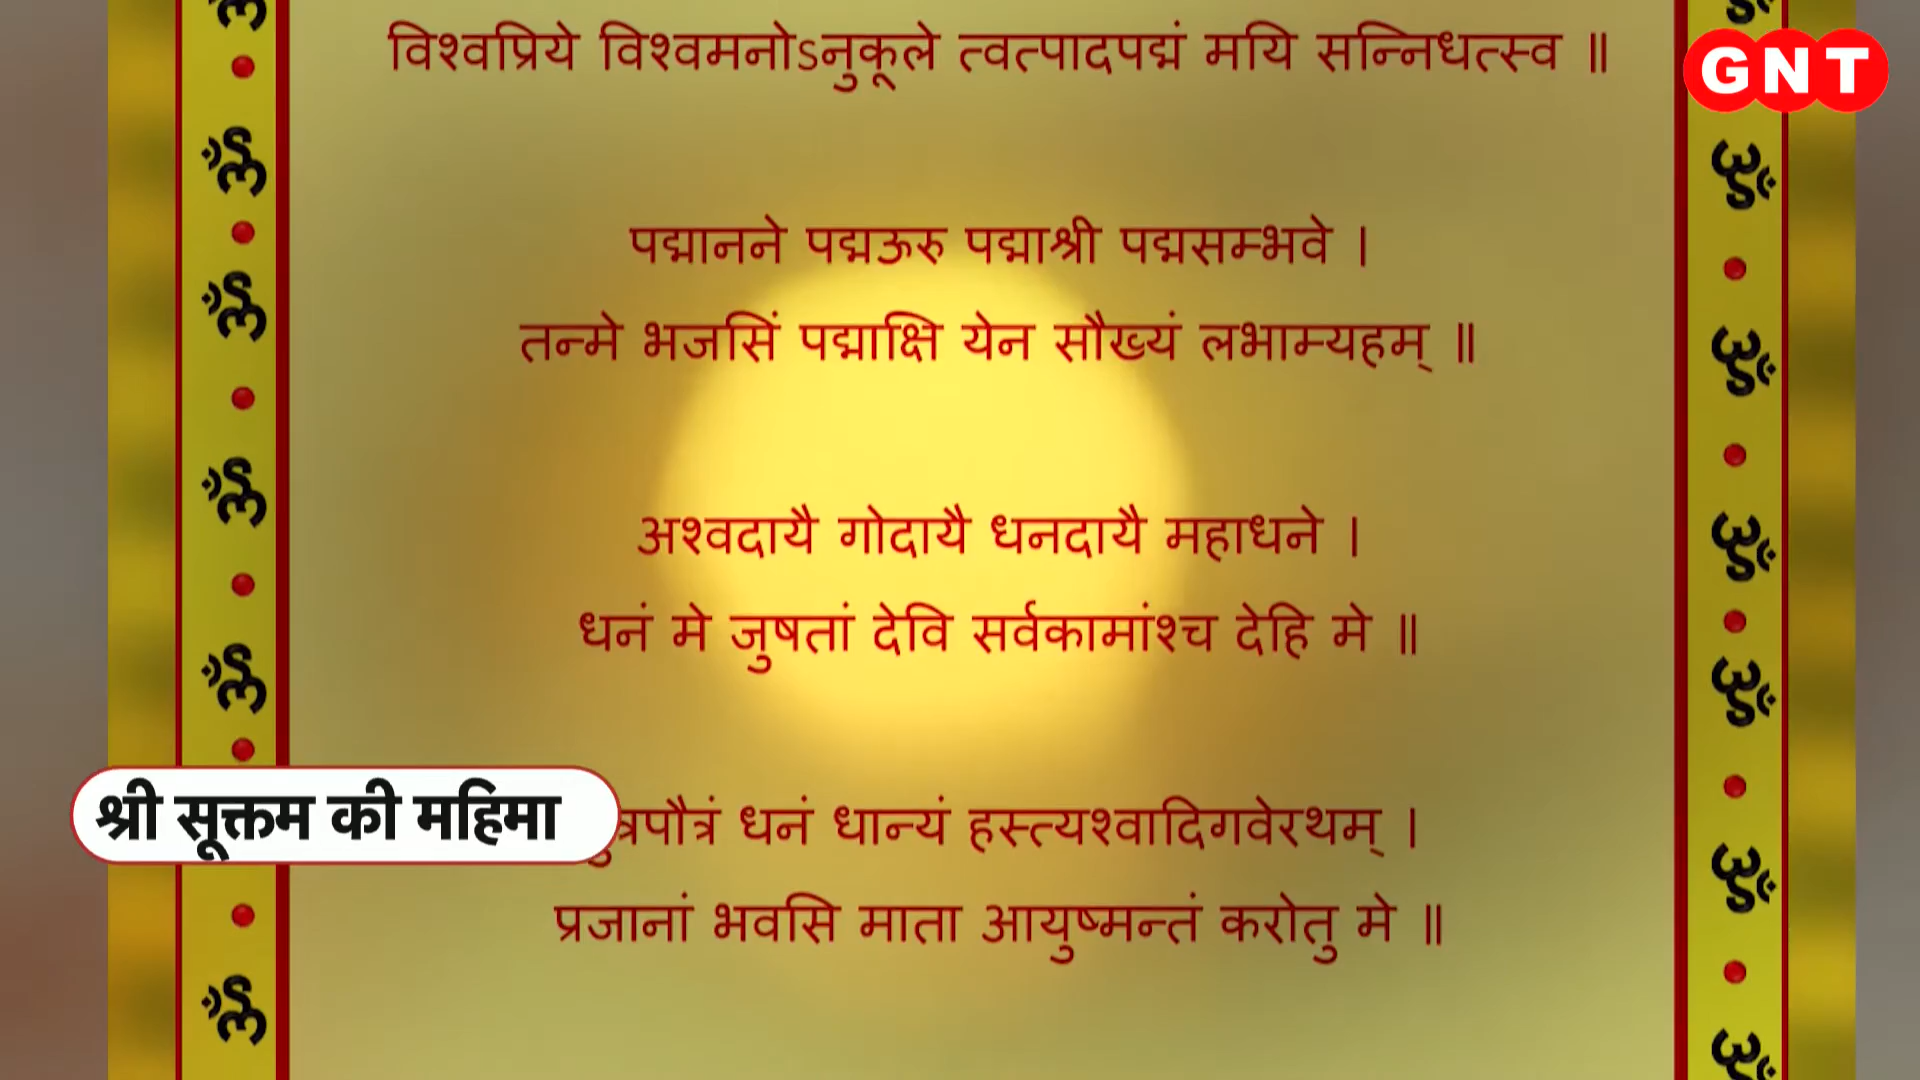 विश्वप्रिये विश्वमनोऽनुकूले त्वत्पादपद्मं मयि सन्निधत्स्व ॥
GNT
पद्मानने पद्मऊरु पद्माश्री पद्मसम्भवे ।
तन्मे भजसिं पद्माक्षि येन सौख्यं लभाम्यहम् ॥
अश्वदायै गोदायै धनदायै महाधने ।
धनं मे जुषतां देवि सर्वकामांश्च देहि मे ॥
श्री सूक्तम की महिमा
धनं धान्यं हस्त्यश्वादिगवेरथम् ।
प्रजानां भवसि माता आयुष्मन्तं करोतु मे ॥